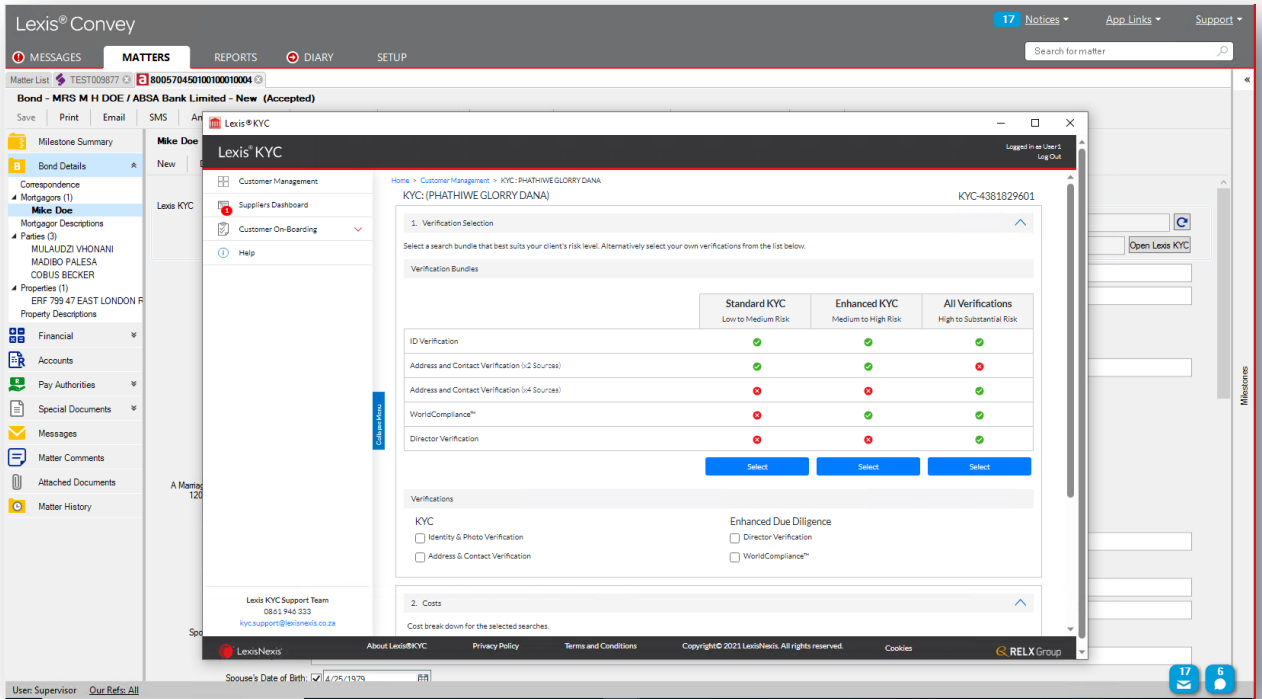 Lexis® Convey
17 Notices
App Links
Support
MESSAGES
MATTERS
REPORTS
DIARY
SETUP
Search for matter
Matter List
TEST009877
a 800570450100100010004
Bond - MRS M H DOE / ABSA Bank Limited - New (Accepted)
Save Print Email SMS An
Milestone Summary
B Bond Details
Correspondence
Mortgagors (1)
Mike Doe
Mortgagor Descriptions
Parties (3)
MULAUDZI VHONANI
MADIBO PALESA
COBUS BECKER
Properties (1)
ERF 799 47 EAST LONDON R
Property Descriptions
Financial
Accounts
Pay Authorities
Special Documents
Messages
Matter Comments
Attached Documents
Matter History
Mike Doe
New
Lexis KYC
A Marriag
120
Spo
Spouse's Date of Birth: 4/25/1979
Open Lexis KYC
Milestones
Lexis® KYC
Lexis® KYC
Logged in as User1
Log Out
Customer Management
1
Suppliers Dashboard
Customer On-Boarding
Help
Collapse Menu
Lexis KYC Support Team
0861 946 333
kyc.support@lexisnexis.co.za
Home > Customer Management > KYC: PHATHIWE GLORRY DANA
KYC: (PHATHIWE GLORRY DANA)
KYC-4381829601
1. Verification Selection
Select a search bundle that best suits your client's risk level. Alternatively select your own verifications from the list below.
Verification Bundles
Standard KYC Enhanced KYC All Verifications
Low to Medium Risk Medium to High Risk High to Substantial Risk
ID Verification
Address and Contact Verification (x2 Sources)
Address and Contact Verification (x4 Sources)
WorldCompliance™
Director Verification
Select Select Select
Verifications
KYC Enhanced Due Diligence
Identity & Photo Verification Director Verification
Address & Contact Verification WorldCompliance™
2. Costs
Cost break down for the selected searches.
LexisNexis®
About Lexis®KYC
Privacy Policy
Terms and Conditions
Copyright© 2021 LexisNexis. All rights reserved.
Cookies
RELX Group
17
6
User: Supervisor Our Refs: All